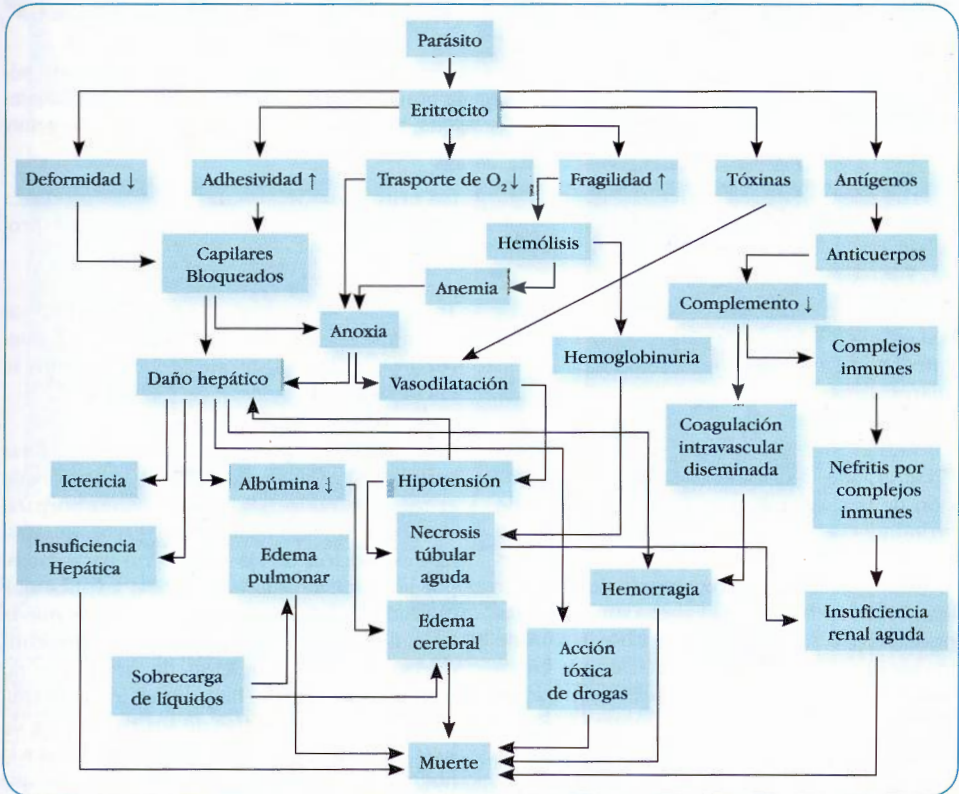 Parásito
Eritrocito
Deformidad ↓
Adhesividad ↑
Trasporte de O₂ ↓
Fragilidad ↑
Tóxinas
Antígenos
Capilares
Bloqueados
Hemólisis
Anticuerpos
Anemia
Complemento ↓
Anoxia
Hemoglobinuria
Complejos
inmunes
Daño hepático
Vasodilatación
Coagulación
intravascular
diseminada
Ictericia
Albúmina ↓
Hipotensión
Nefritis por
complejos
inmunes
Insuficiencia
Hepática
Edema
pulmonar
Necrosis
túbular
aguda
Hemorragia
Edema
cerebral
Insuficiencia
renal aguda
Acción
tóxica
de drogas
Sobrecarga
de líquidos
Muerte